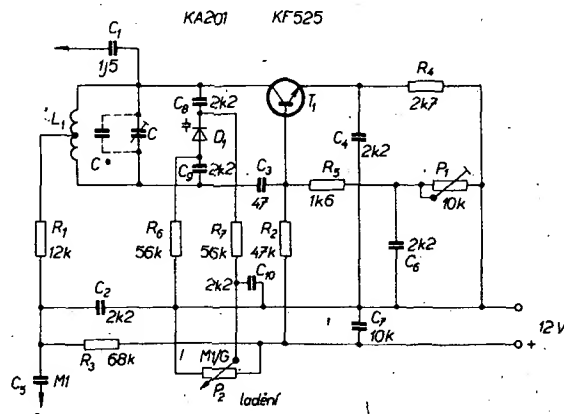 KA201 KF525
C1
1j5
L1
C
C
C8
2k2
D1
C9
2k2
T1
R4
2k7
C4
2k2
C3
47
R5
1k6
P1
10k
R1
12k
R6
56k
R7
56k
R2
47k
2k2
C6
2k2
C10
C2
2k2
C7
10k
12 V
+
R3
68k
M1/G
P2
C5
M1
ladění